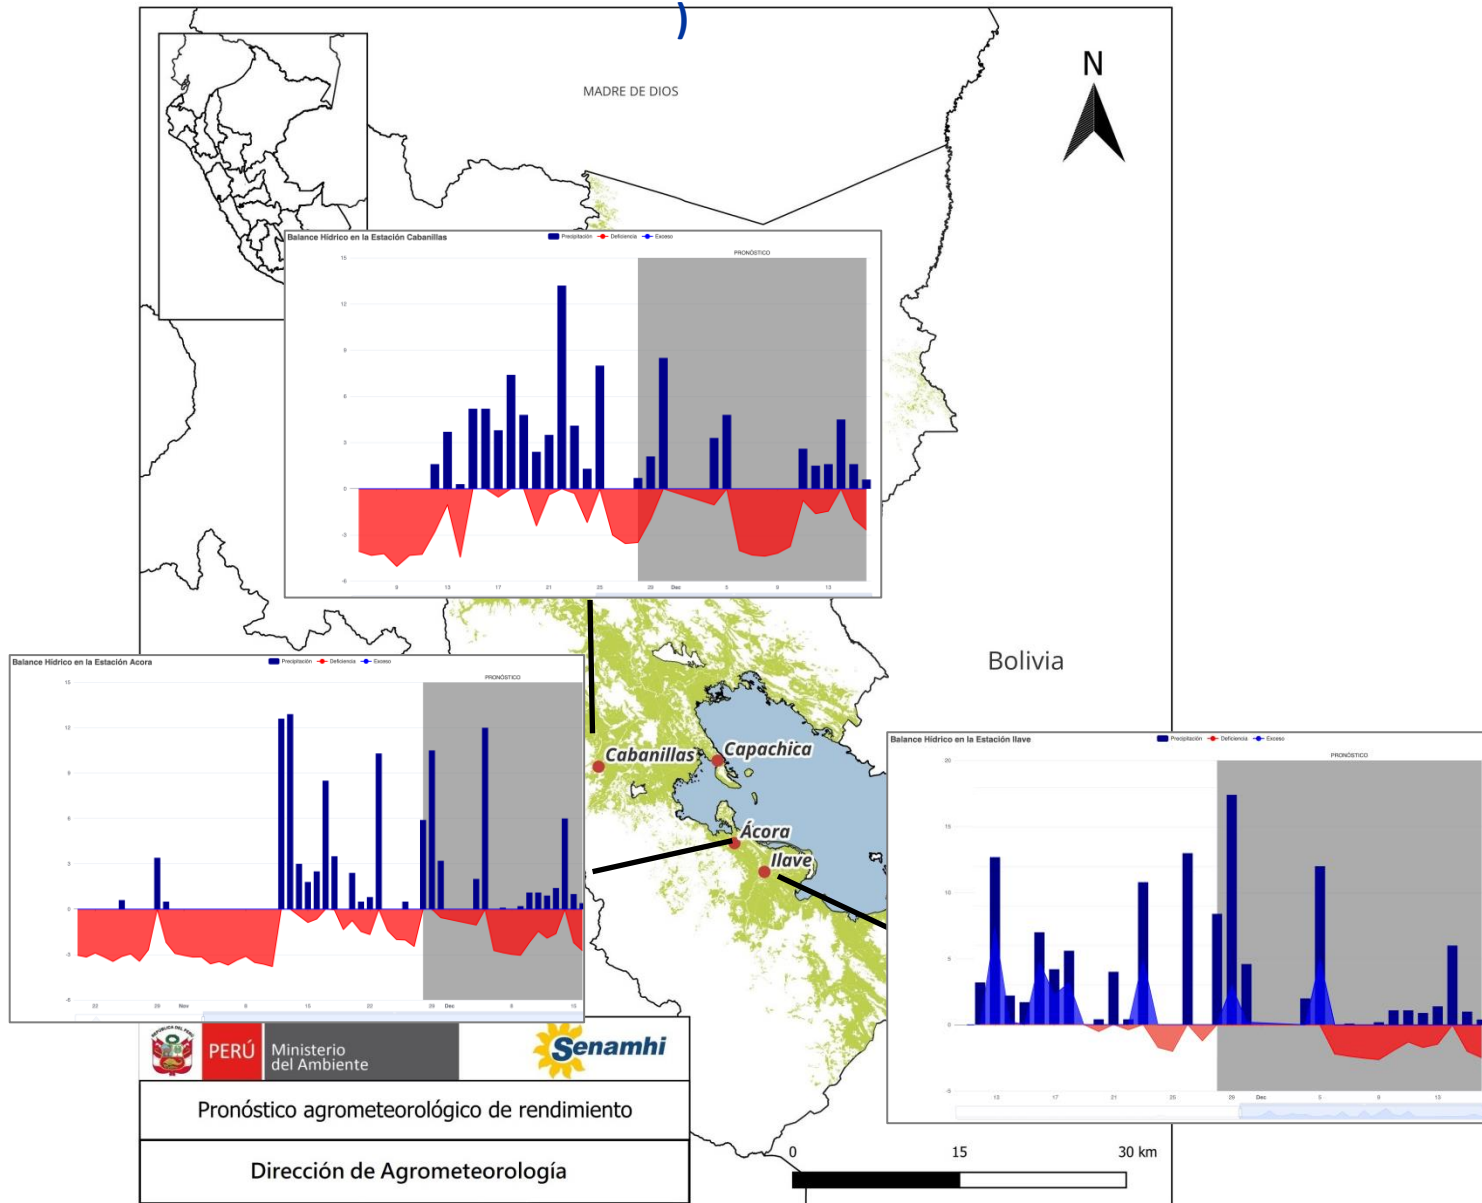 )
MADRE DE DIOS
N
Balance Hídrico en la Estación Cabanillas
Precipitación Deficiencia Exceso
PRONÓSTICO
15
12
9
6
3
0
-3
-6
9 13 17 21 25 29 Dec 5 9 13
Balance Hídrico en la Estación Acora
Precipitación Deficiencia Exceso
PRONÓSTICO
15
12
9
6
3
0
-3
-6
Nov 8 15 29 Dec 8 15
Bolivia
Cabanillas
Capachica
Ácora
Ilave
Balance Hídrico en la Estación Ilave
Precipitación Deficiencia Exceso
PRONÓSTICO
20
15
10
5
0
-5
13 17 21 25 29 Dec 5 9 13
REPÚBLICA DEL PERÚ
PERÚ
Ministerio
del Ambiente
Senamhi
Pronóstico agrometeorológico de rendimiento
Dirección de Agrometeorología
0 15 30 km